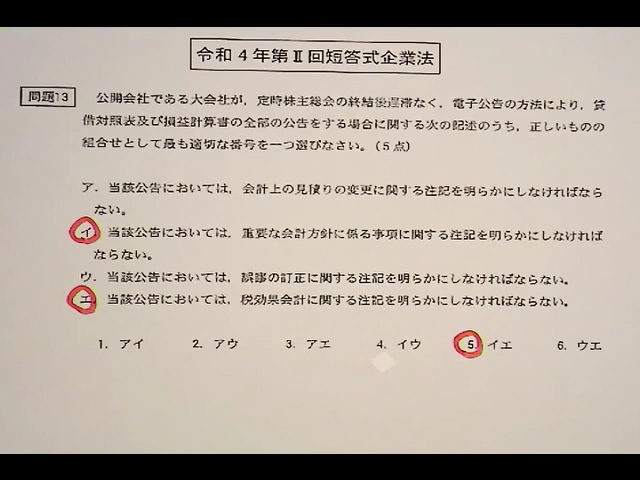 令和4年第Ⅱ回短答式企業法
問題13 公開会社である大会社が，定時株主総会の終結後遅滞なく，電子公告の方法により，貸
借対照表及び損益計算書の全部の公告をする場合に関する次の記述のうち，正しいものの
組合せとして最も適切な番号を一つ選びなさい。（5点）
ア．当該公告においては，会計上の見積りの変更に関する注記を明らかにしなければなら
ない。
イ．当該公告においては，重要な会計方針に係る事項に関する注記を明らかにしなければ
ならない。
ウ．当該公告においては，誤謬の訂正に関する注記を明らかにしなければならない。
エ．当該公告においては，税効果会計に関する注記を明らかにしなければならない。
1．アイ 2．アウ 3．アエ 4．イウ 5．イエ 6．ウエ